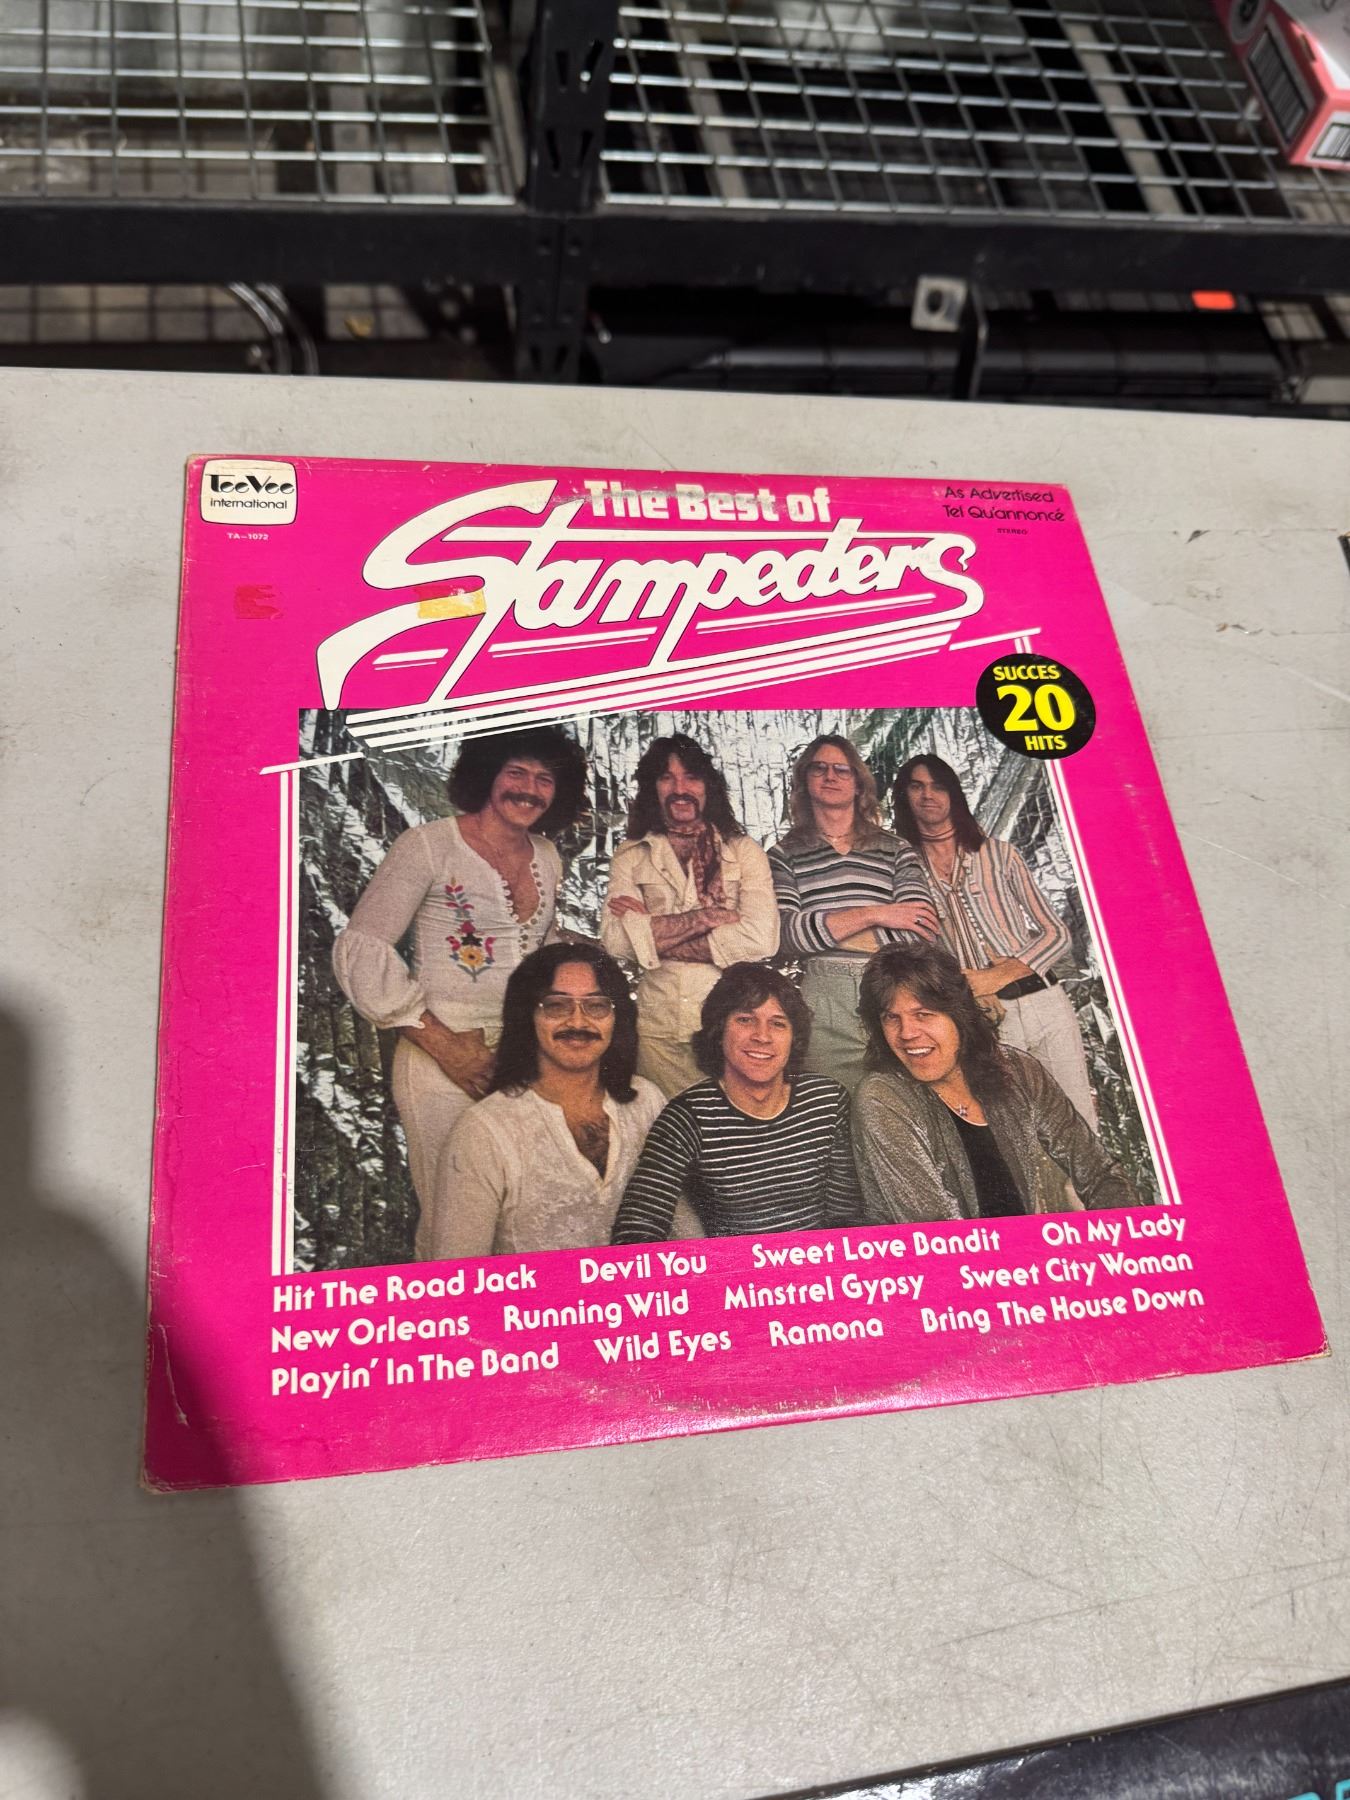 TeeVee
international
TA-1072
The Best of
Stampeders
As Advertised
Tel Qu'annoncé
STEREO
SUCCES
20
HITS
Hit The Road Jack Devil You Sweet Love Bandit Oh My Lady
New Orleans Running Wild Minstrel Gypsy Sweet City Woman
Playin' In The Band Wild Eyes Ramona Bring The House Down